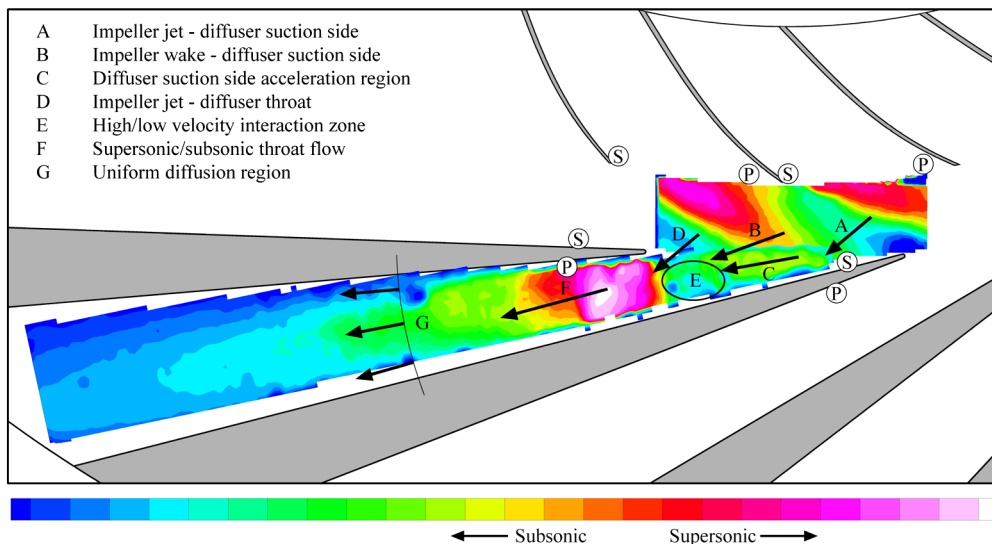 A Impeller jet - diffuser suction side
B Impeller wake - diffuser suction side
C Diffuser suction side acceleration region
D Impeller jet - diffuser throat
E High/low velocity interaction zone
F Supersonic/subsonic throat flow
G Uniform diffusion region
S
P
S
P
A
B
D
S
C
S
P
E
F
P
G
Subsonic Supersonic